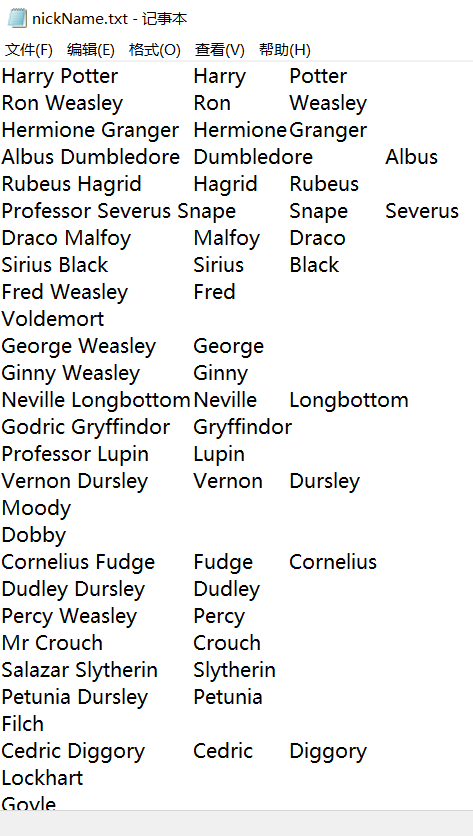 nickName.txt - 记事本
文件(F) 编辑(E) 格式(O) 查看(V) 帮助(H)
Harry Potter Harry Potter
Ron Weasley Ron Weasley
Hermione Granger Hermione Granger
Albus Dumbledore Dumbledore Albus
Rubeus Hagrid Hagrid Rubeus
Professor Severus Snape Snape Severus
Draco Malfoy Malfoy Draco
Sirius Black Sirius Black
Fred Weasley Fred
Voldemort
George Weasley George
Ginny Weasley Ginny
Neville Longbottom Neville Longbottom
Godric Gryffindor Gryffindor
Professor Lupin Lupin
Vernon Dursley Vernon Dursley
Moody
Dobby
Cornelius Fudge Fudge Cornelius
Dudley Dursley Dudley
Percy Weasley Percy
Mr Crouch Crouch
Salazar Slytherin Slytherin
Petunia Dursley Petunia
Filch
Cedric Diggory Cedric Diggory
Lockhart
Goyle